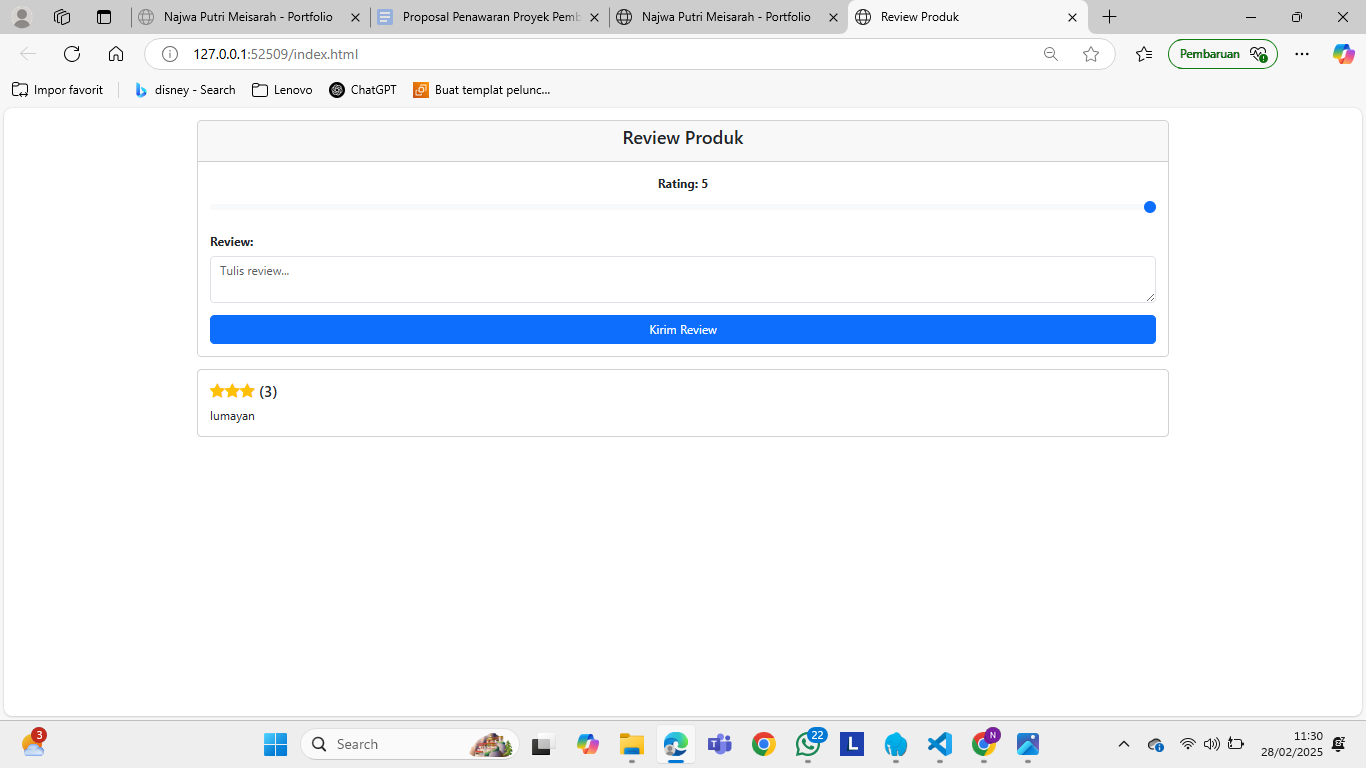 Najwa Putri Meisarah - Portfolio
Proposal Penawaran Proyek Pemb
Najwa Putri Meisarah - Portfolio
Review Produk
127.0.0.1:52509/index.html
Pembaruan
Impor favorit
disney - Search
Lenovo
ChatGPT
Buat templat pelunc...
Review Produk
Rating: 5
Review:
Tulis review...
Kirim Review
(3)
lumayan
3
Search
22
L
N
11:30
28/02/2025